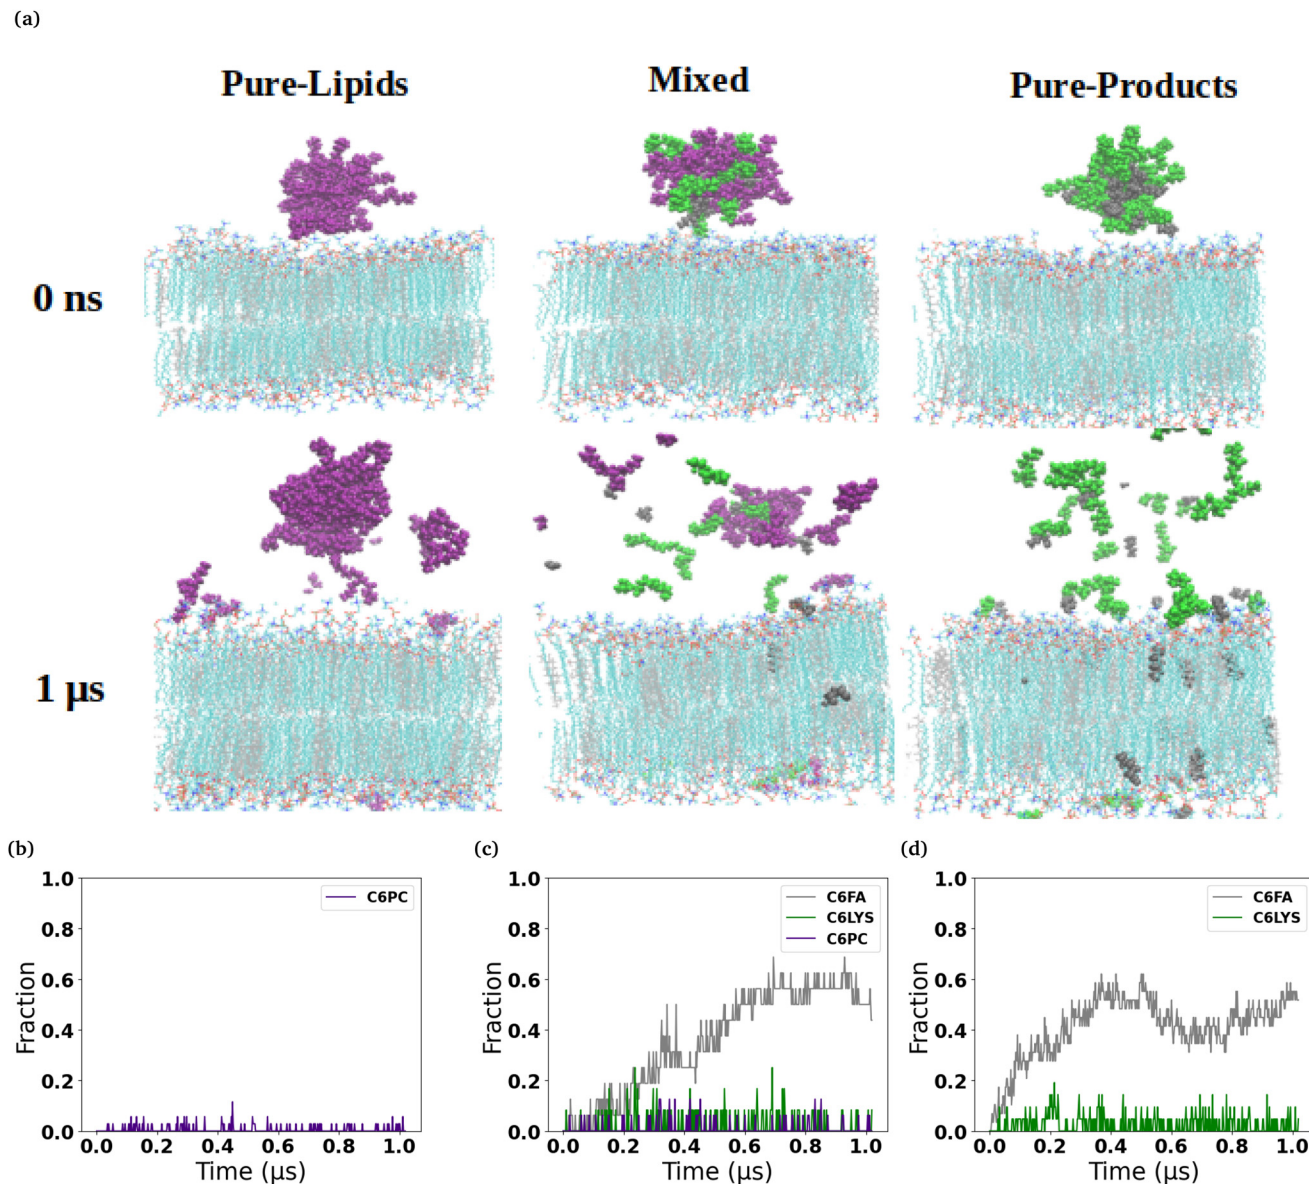 (a)
Pure-Lipids Mixed Pure-Products
0 ns
1 μs
(b) (c) (d)
1.0 1.0 1.0
C6PC C6FA C6FA
0.8 C6LYS 0.8 C6LYS 0.8
C6PC
0.6 0.6 0.6
Fraction Fraction Fraction
0.4 0.4 0.4
0.2 0.2 0.2
0.0 0.0 0.0
0.0 0.2 0.4 0.6 0.8 1.0 0.0 0.2 0.4 0.6 0.8 1.0 0.0 0.2 0.4 0.6 0.8 1.0
Time (μs) Time (μs) Time (μs)